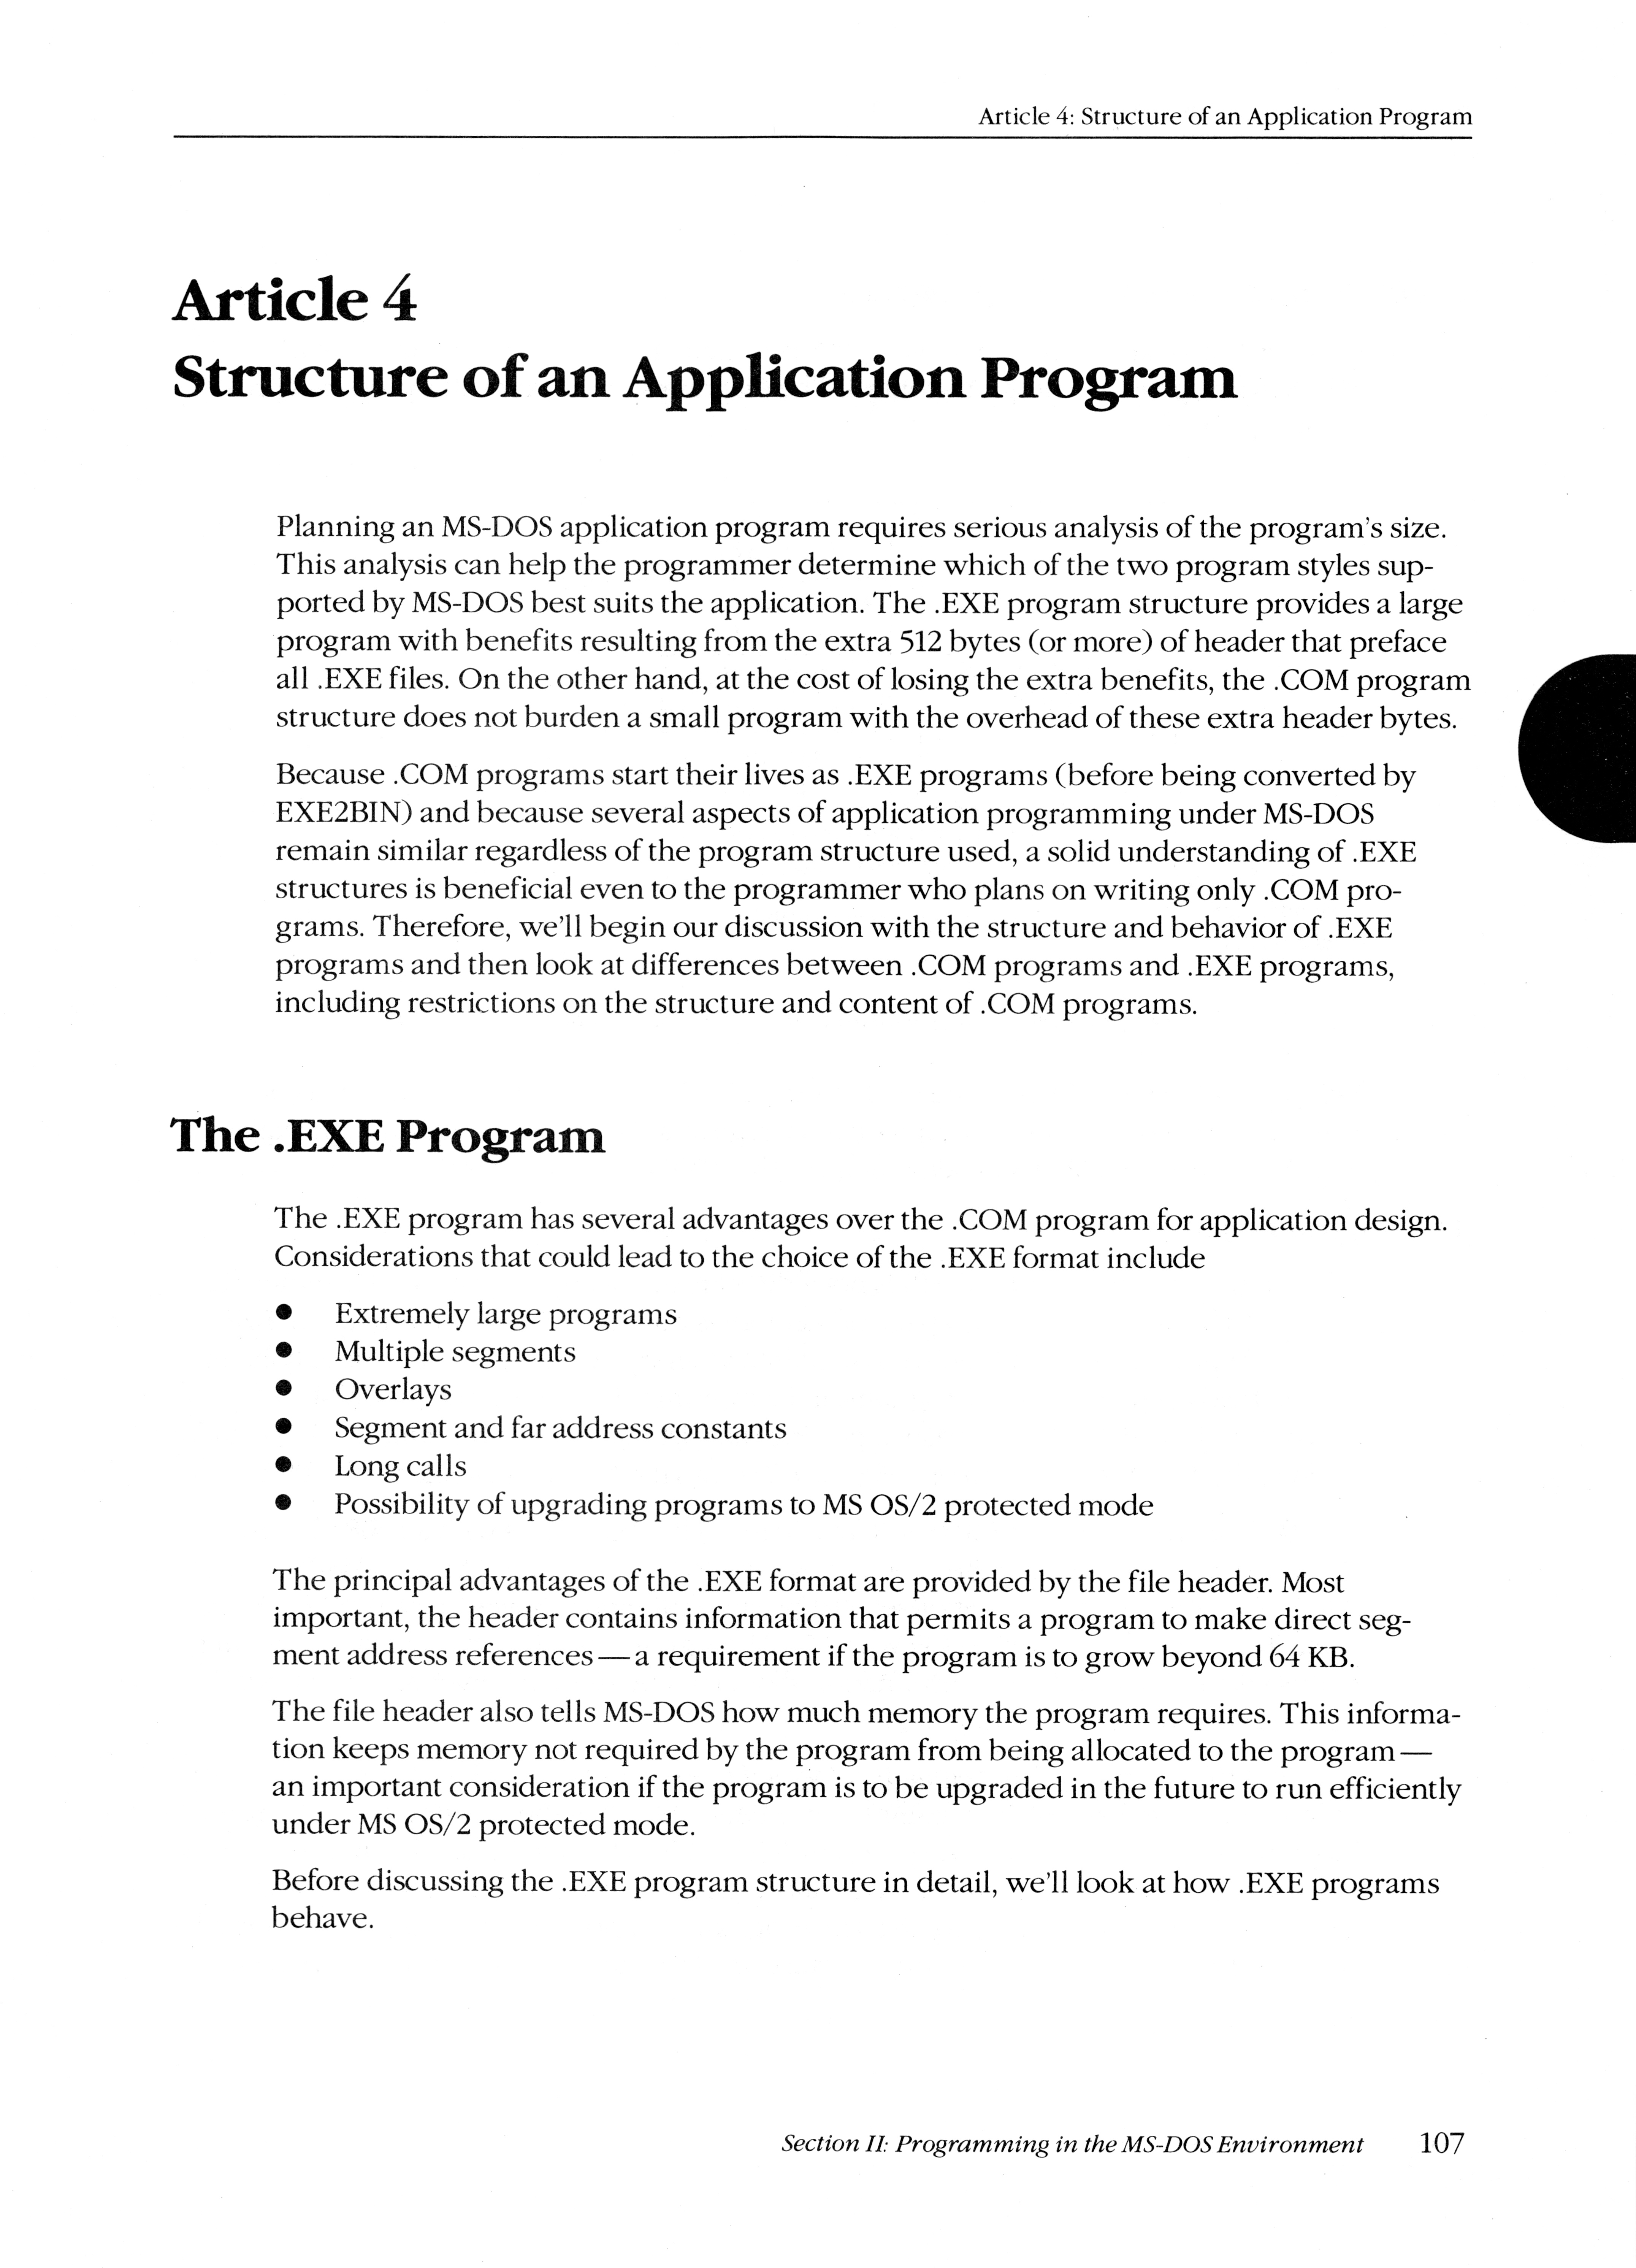 Article 4: Structure of an Application Program
Article 4
Structure of an Application Program
Planning an MS-DOS application program requires serious analysis of the program's size.
This analysis can help the programmer determine which of the two program styles sup-
ported by MS-DOS best suits the application. The .EXE program structure provides a large
program with benefits resulting from the extra 512 bytes (or more) of header that preface
all .EXE files. On the other hand, at the cost of losing the extra benefits, the .COM program
structure does not burden a small program with the overhead of these extra header bytes.
Because .COM programs start their lives as .EXE programs (before being converted by
EXE2BIN) and because several aspects of application programming under MS-DOS
remain similar regardless of the program structure used, a solid understanding of .EXE
structures is beneficial even to the programmer who plans on writing only .COM pro-
grams. Therefore, we'll begin our discussion with the structure and behavior of .EXE
programs and then look at differences between .COM programs and .EXE programs,
including restrictions on the structure and content of .COM programs.
The .EXE Program
The .EXE program has several advantages over the .COM program for application design.
Considerations that could lead to the choice of the .EXE format include
● Extremely large programs
● Multiple segments
● Overlays
● Segment and far address constants
● Long calls
● Possibility of upgrading programs to MS OS/2 protected mode
The principal advantages of the .EXE format are provided by the file header. Most
important, the header contains information that permits a program to make direct seg-
ment address references — a requirement if the program is to grow beyond 64 KB.
The file header also tells MS-DOS how much memory the program requires. This informa-
tion keeps memory not required by the program from being allocated to the program —
an important consideration if the program is to be upgraded in the future to run efficiently
under MS OS/2 protected mode.
Before discussing the .EXE program structure in detail, we'll look at how .EXE programs
behave.
Section II: Programming in the MS-DOS Environment 107